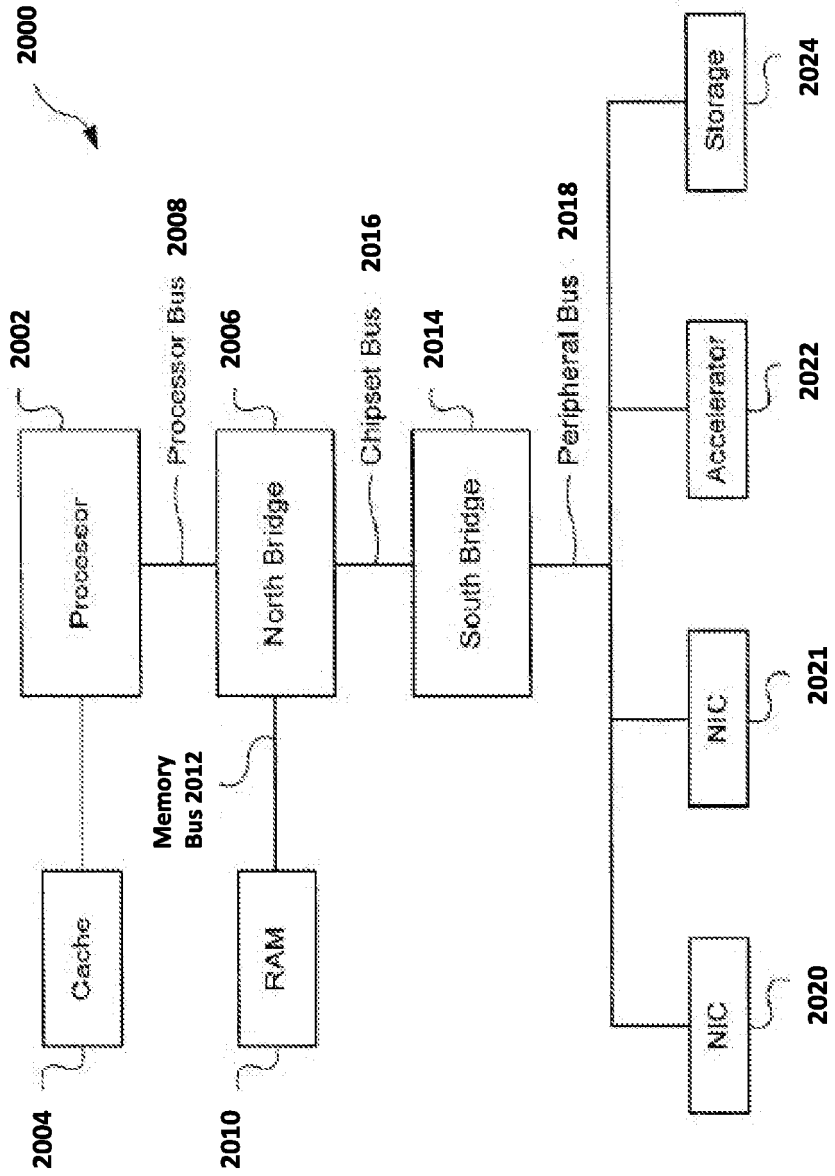 2000
2002
Processor
Cache
2004
Processor Bus 2008
2006
North Bridge
Memory
Bus 2012
RAM
2010
Chipset Bus 2016
2014
South Bridge
Peripheral Bus 2018
NIC
NIC
Accelerator
Storage
2020
2021
2022
2024